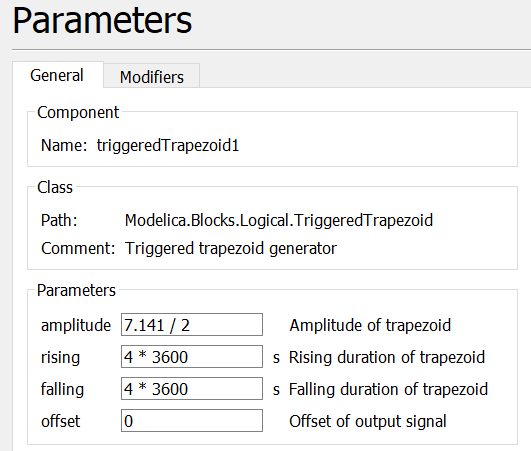 Parameters
General Modifiers
Component
Name: triggeredTrapezoid1
Class
Path: Modelica.Blocks.Logical.TriggeredTrapezoid
Comment: Triggered trapezoid generator
Parameters
amplitude 7.141 / 2 Amplitude of trapezoid
rising 4 * 3600 s Rising duration of trapezoid
falling 4 * 3600 s Falling duration of trapezoid
offset 0 Offset of output signal